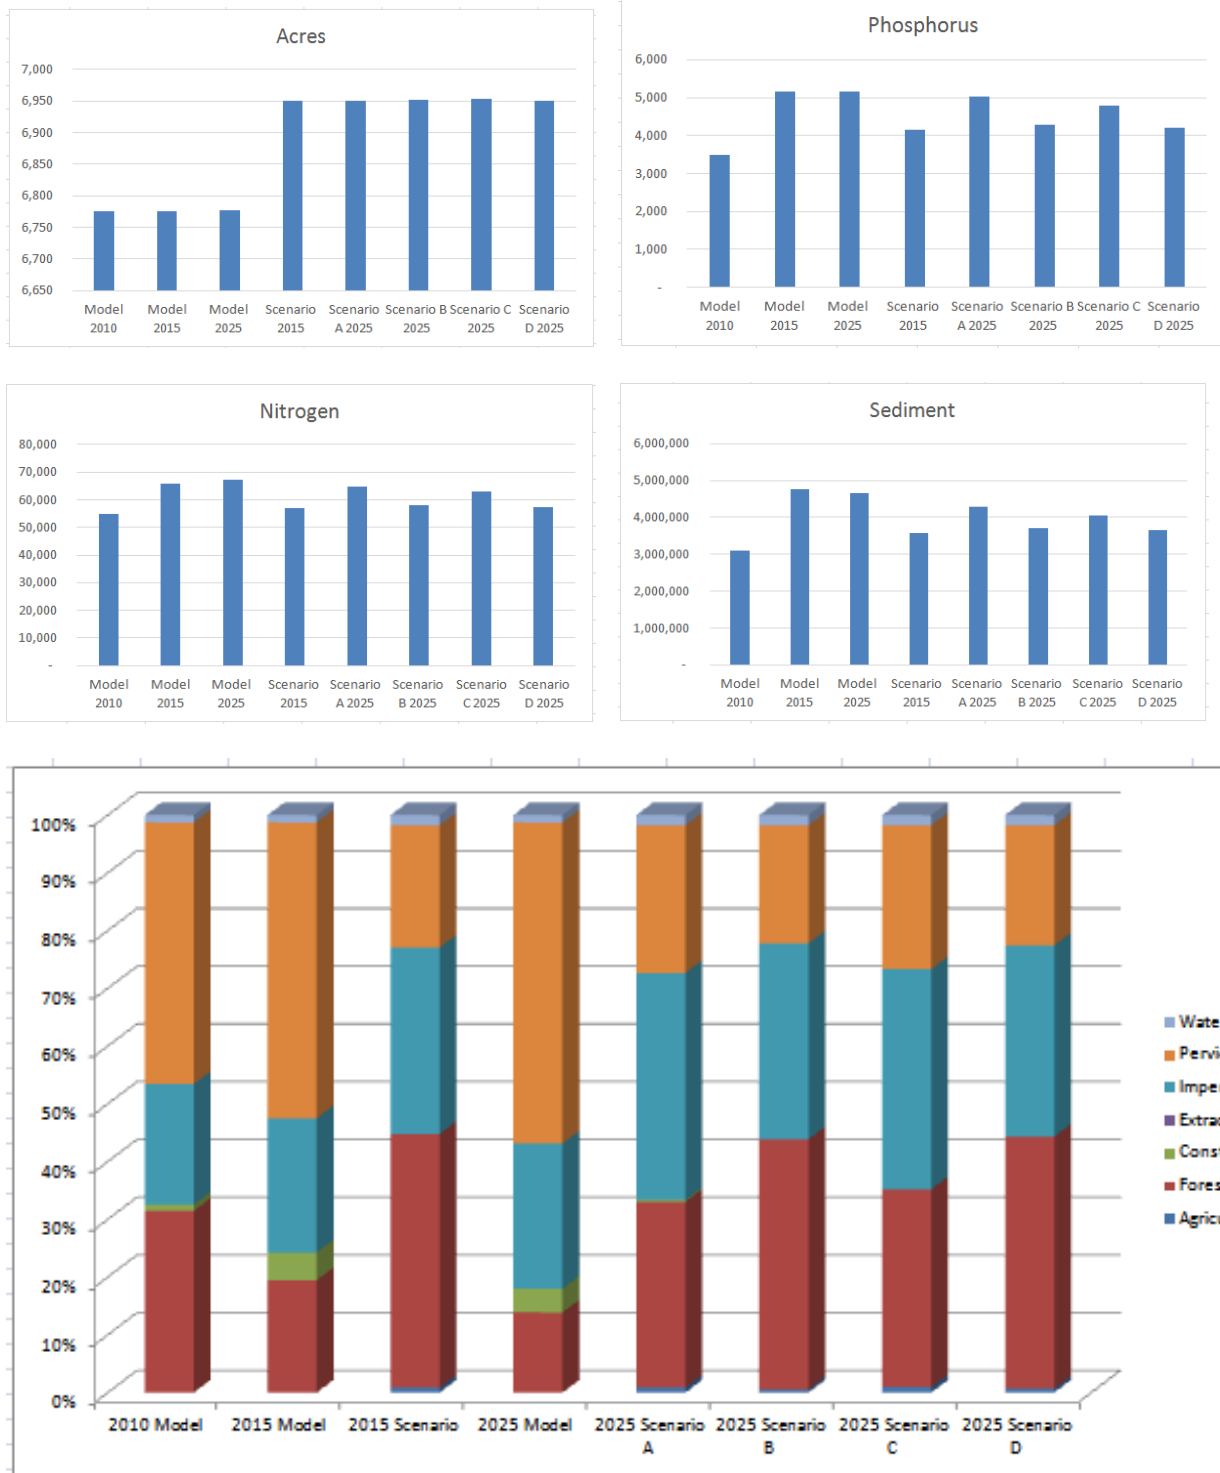 Acres
7,000
6,950
6,900
6,850
6,800
6,750
6,700
6,650
Model Model Model Scenario Scenario Scenario B Scenario C Scenario
2010 2015 2025 2015 A 2025 2025 2025 D 2025
Phosphorus
6,000
5,000
4,000
3,000
2,000
1,000
-
Model Model Model Scenario Scenario Scenario B Scenario C Scenario
2010 2015 2025 2015 A 2025 2025 2025 D 2025
Nitrogen
80,000
70,000
60,000
50,000
40,000
30,000
20,000
10,000
-
Model Model Model Scenario Scenario Scenario Scenario Scenario
2010 2015 2025 2015 A 2025 B 2025 C 2025 D 2025
Sediment
6,000,000
5,000,000
4,000,000
3,000,000
2,000,000
1,000,000
-
Model Model Model Scenario Scenario Scenario Scenario Scenario
2010 2015 2025 2015 A 2025 B 2025 C 2025 D 2025
100%
90%
80%
70%
60%
50%
40%
30%
20%
10%
0%
2010 Model 2015 Model 2015 Scenario 2025 Model 2025 Scenario 2025 Scenario 2025 Scenario 2025 Scenario
A B C D
Wate
Pervi
Impe
Extra
Const
Fores
Agricu